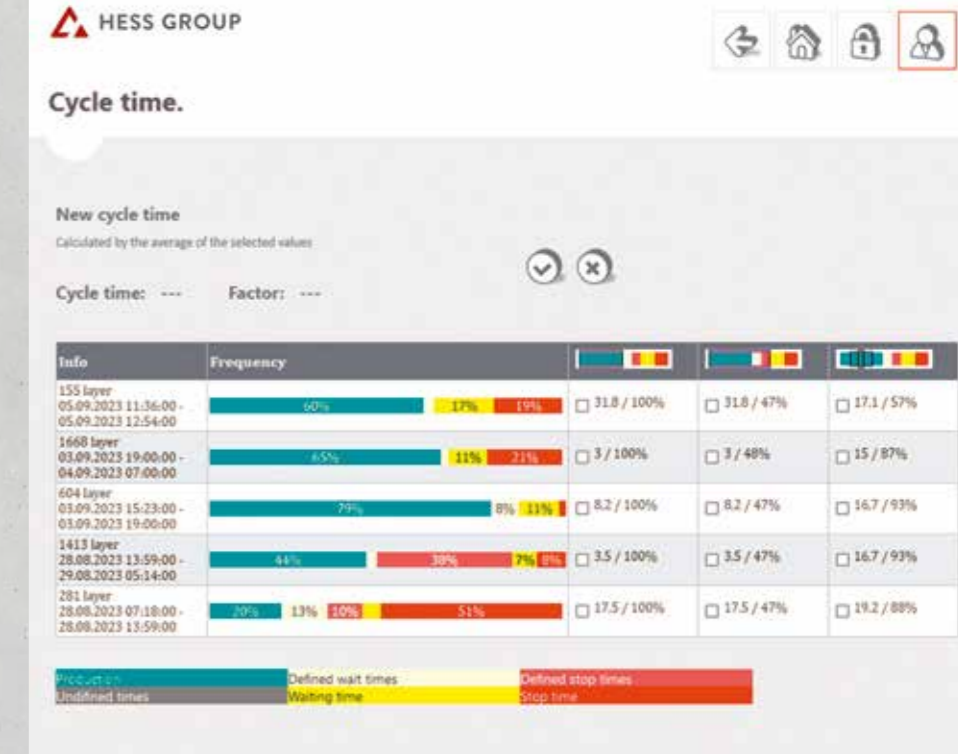 HESS GROUP
Cycle time.
New cycle time
Calculated by the average of the selected values
Cycle time: --- Factor: ---
Info Frequency
155 layer
05.09.2023 11:36:00 -
05.09.2023 12:54:00
60% 17% 19% 31.8 / 100% 31.8 / 47% 17.1 / 57%
1668 layer
03.09.2023 19:00:00 -
04.09.2023 07:00:00
65% 11% 21% 3 / 100% 3 / 48% 15 / 87%
604 layer
03.09.2023 15:23:00 -
03.09.2023 19:00:00
79% 8% 11% 8.2 / 100% 8.2 / 47% 16.7 / 93%
1413 layer
28.08.2023 13:59:00 -
29.08.2023 05:14:00
44% 38% 7% 8% 3.5 / 100% 3.5 / 47% 16.7 / 93%
281 layer
28.08.2023 07:18:00 -
28.08.2023 13:59:00
20% 13% 10% 51% 17.5 / 100% 17.5 / 47% 19.2 / 88%
Production Defined wait times Defined stop times
Undifined times Waiting time Stop time